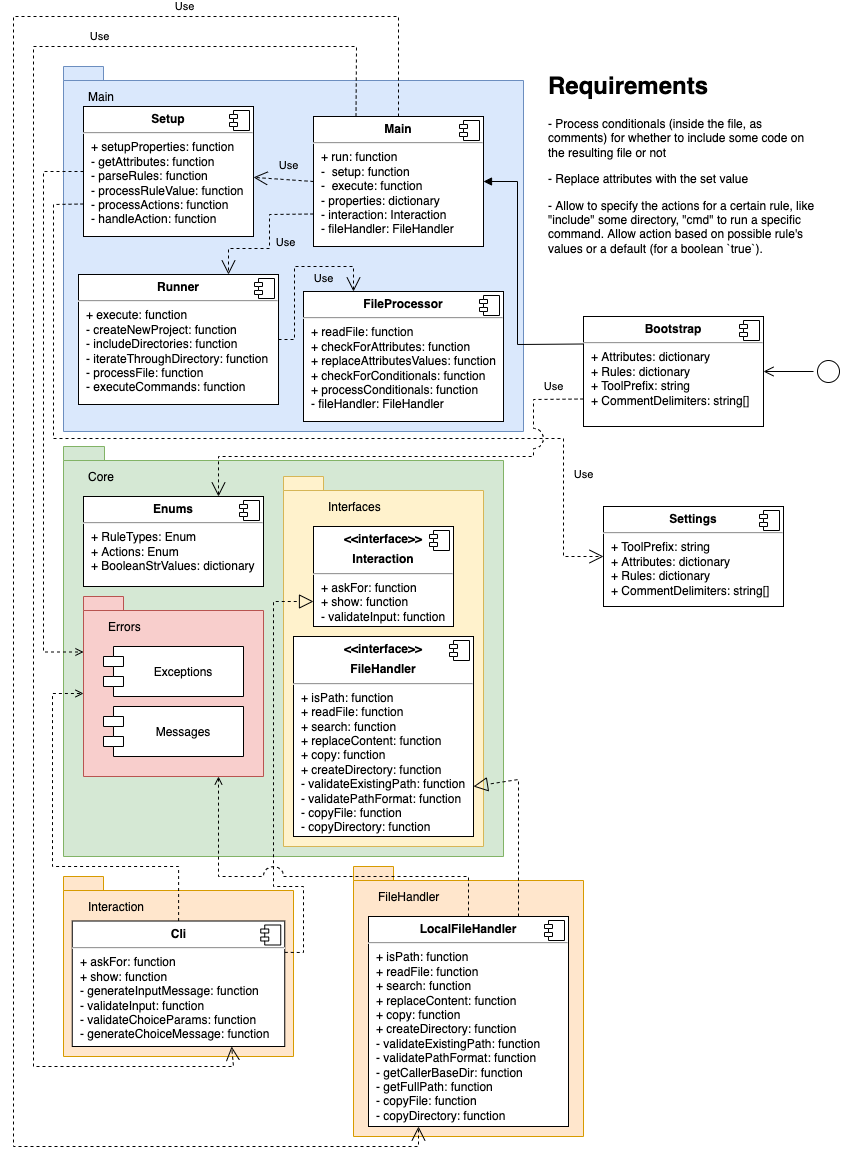 Use
Use
Requirements
- Process conditionals (inside the file, as
comments) for whether to include some code on
the resulting file or not
- Replace attributes with the set value
- Allow to specify the actions for a certain rule, like
"include" some directory, "cmd" to run a specific
command. Allow action based on possible rule's
values or a default (for a boolean `true`).
Main
Setup
+ setupProperties: function
- getAttributes: function
- parseRules: function
- processRuleValue: function
- processActions: function
- handleAction: function
Use
Main
+ run: function
-  setup: function
-  execute: function
- properties: dictionary
- interaction: Interaction
- fileHandler: FileHandler
Use
Runner
+ execute: function
- createNewProject: function
- includeDirectories: function
- iterateThroughDirectory: function
- processFile: function
- executeCommands: function
Use
FileProcessor
+ readFile: function
+ checkForAttributes: function
+ replaceAttributesValues: function
+ checkForConditionals: function
+ processConditionals: function
- fileHandler: FileHandler
Bootstrap
+ Attributes: dictionary
+ Rules: dictionary
+ ToolPrefix: string
+ CommentDelimiters: string[]
Use
Use
Settings
+ ToolPrefix: string
+ Attributes: dictionary
+ Rules: dictionary
+ CommentDelimiters: string[]
Core
Enums
+ RuleTypes: Enum
+ Actions: Enum
+ BooleanStrValues: dictionary
Errors
Exceptions
Messages
Interfaces
<<interface>>
Interaction
+ askFor: function
+ show: function
- validateInput: function
<<interface>>
FileHandler
+ isPath: function
+ readFile: function
+ search: function
+ replaceContent: function
+ copy: function
+ createDirectory: function
- validateExistingPath: function
- validatePathFormat: function
- copyFile: function
- copyDirectory: function
Interaction
Cli
+ askFor: function
+ show: function
- generateInputMessage: function
- validateInput: function
- validateChoiceParams: function
- generateChoiceMessage: function
FileHandler
LocalFileHandler
+ isPath: function
+ readFile: function
+ search: function
+ replaceContent: function
+ copy: function
+ createDirectory: function
- validateExistingPath: function
- validatePathFormat: function
- getCallerBaseDir: function
- getFullPath: function
- copyFile: function
- copyDirectory: function